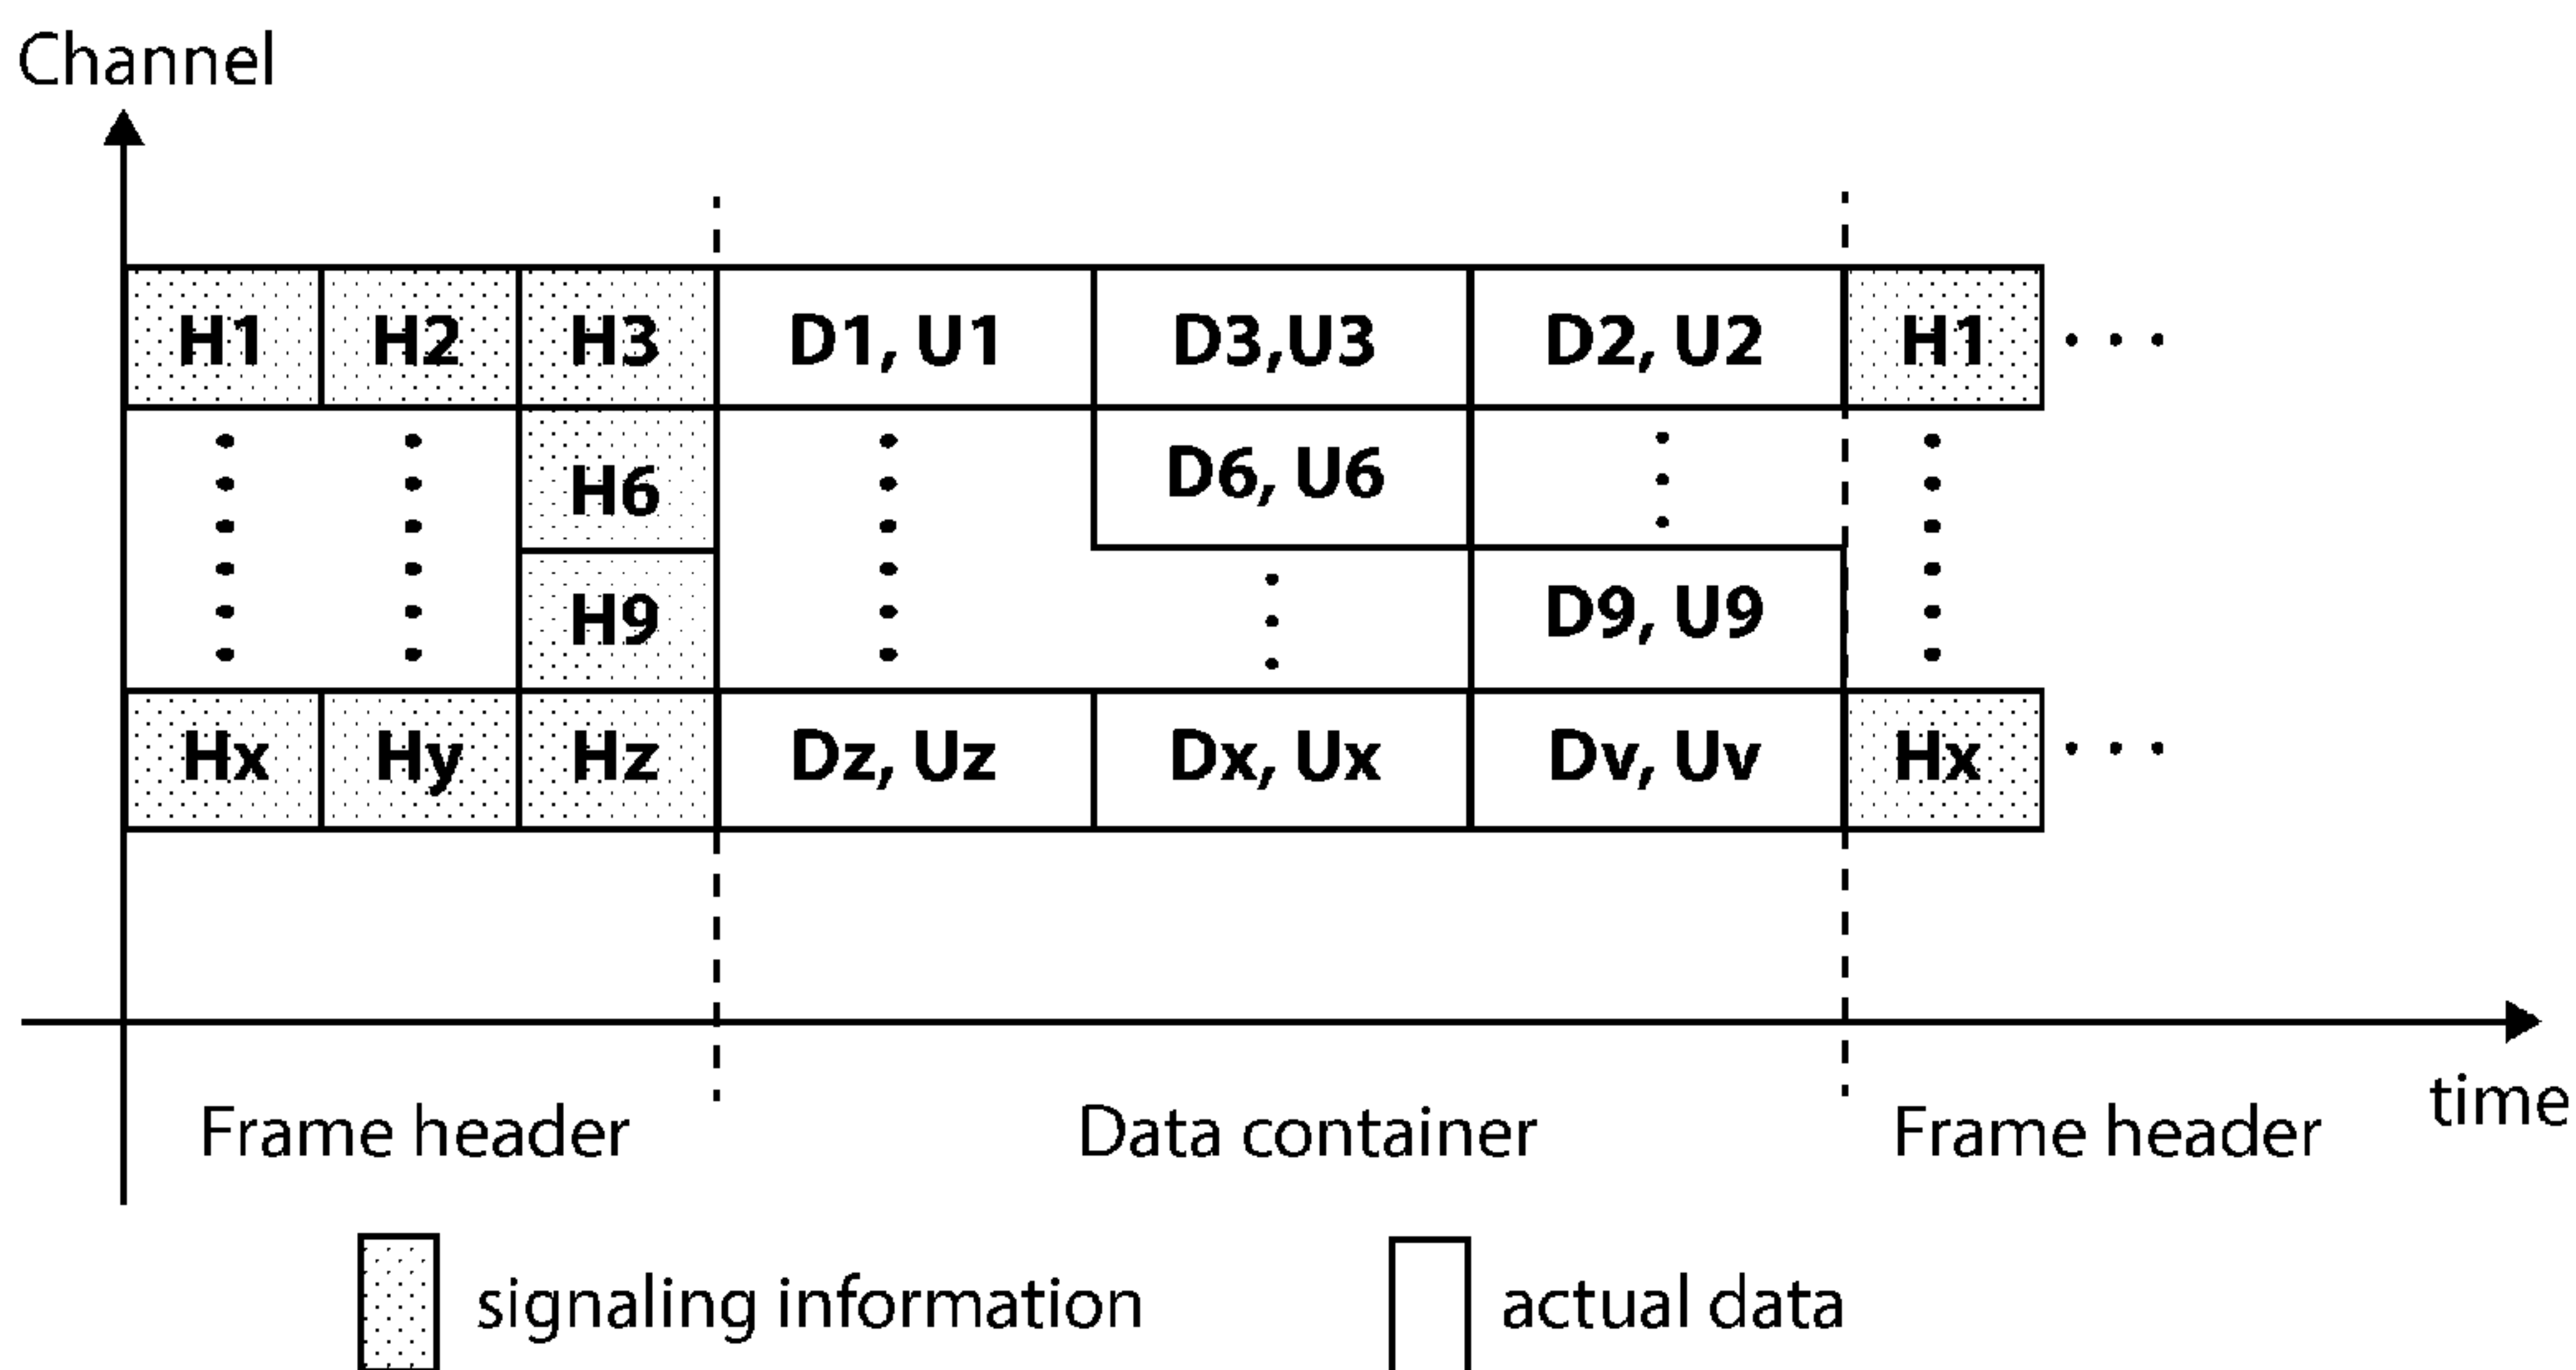 Channel
H1 H2 H3 D1, U1 D3,U3 D2, U2 H1 . . .
H6 D6, U6
H9 D9, U9
Hx Hy Hz Dz, Uz Dx, Ux Dv, Uv Hx . . .
time
Frame header Data container Frame header
signaling information actual data